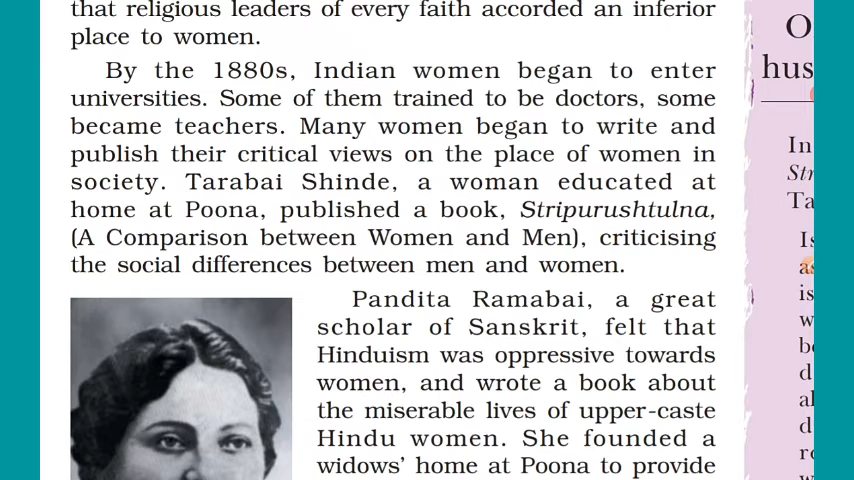 that religious leaders of every faith accorded an inferior
place to women.
By the 1880s, Indian women began to enter
universities. Some of them trained to be doctors, some
became teachers. Many women began to write and
publish their critical views on the place of women in
society. Tarabai Shinde, a woman educated at
home at Poona, published a book, Stripurushtulna,
(A Comparison between Women and Men), criticising
the social differences between men and women.
Pandita Ramabai, a great
scholar of Sanskrit, felt that
Hinduism was oppressive towards
women, and wrote a book about
the miserable lives of upper-caste
Hindu women. She founded a
widows' home at Poona to provide
O
hus
In
Str
Ta